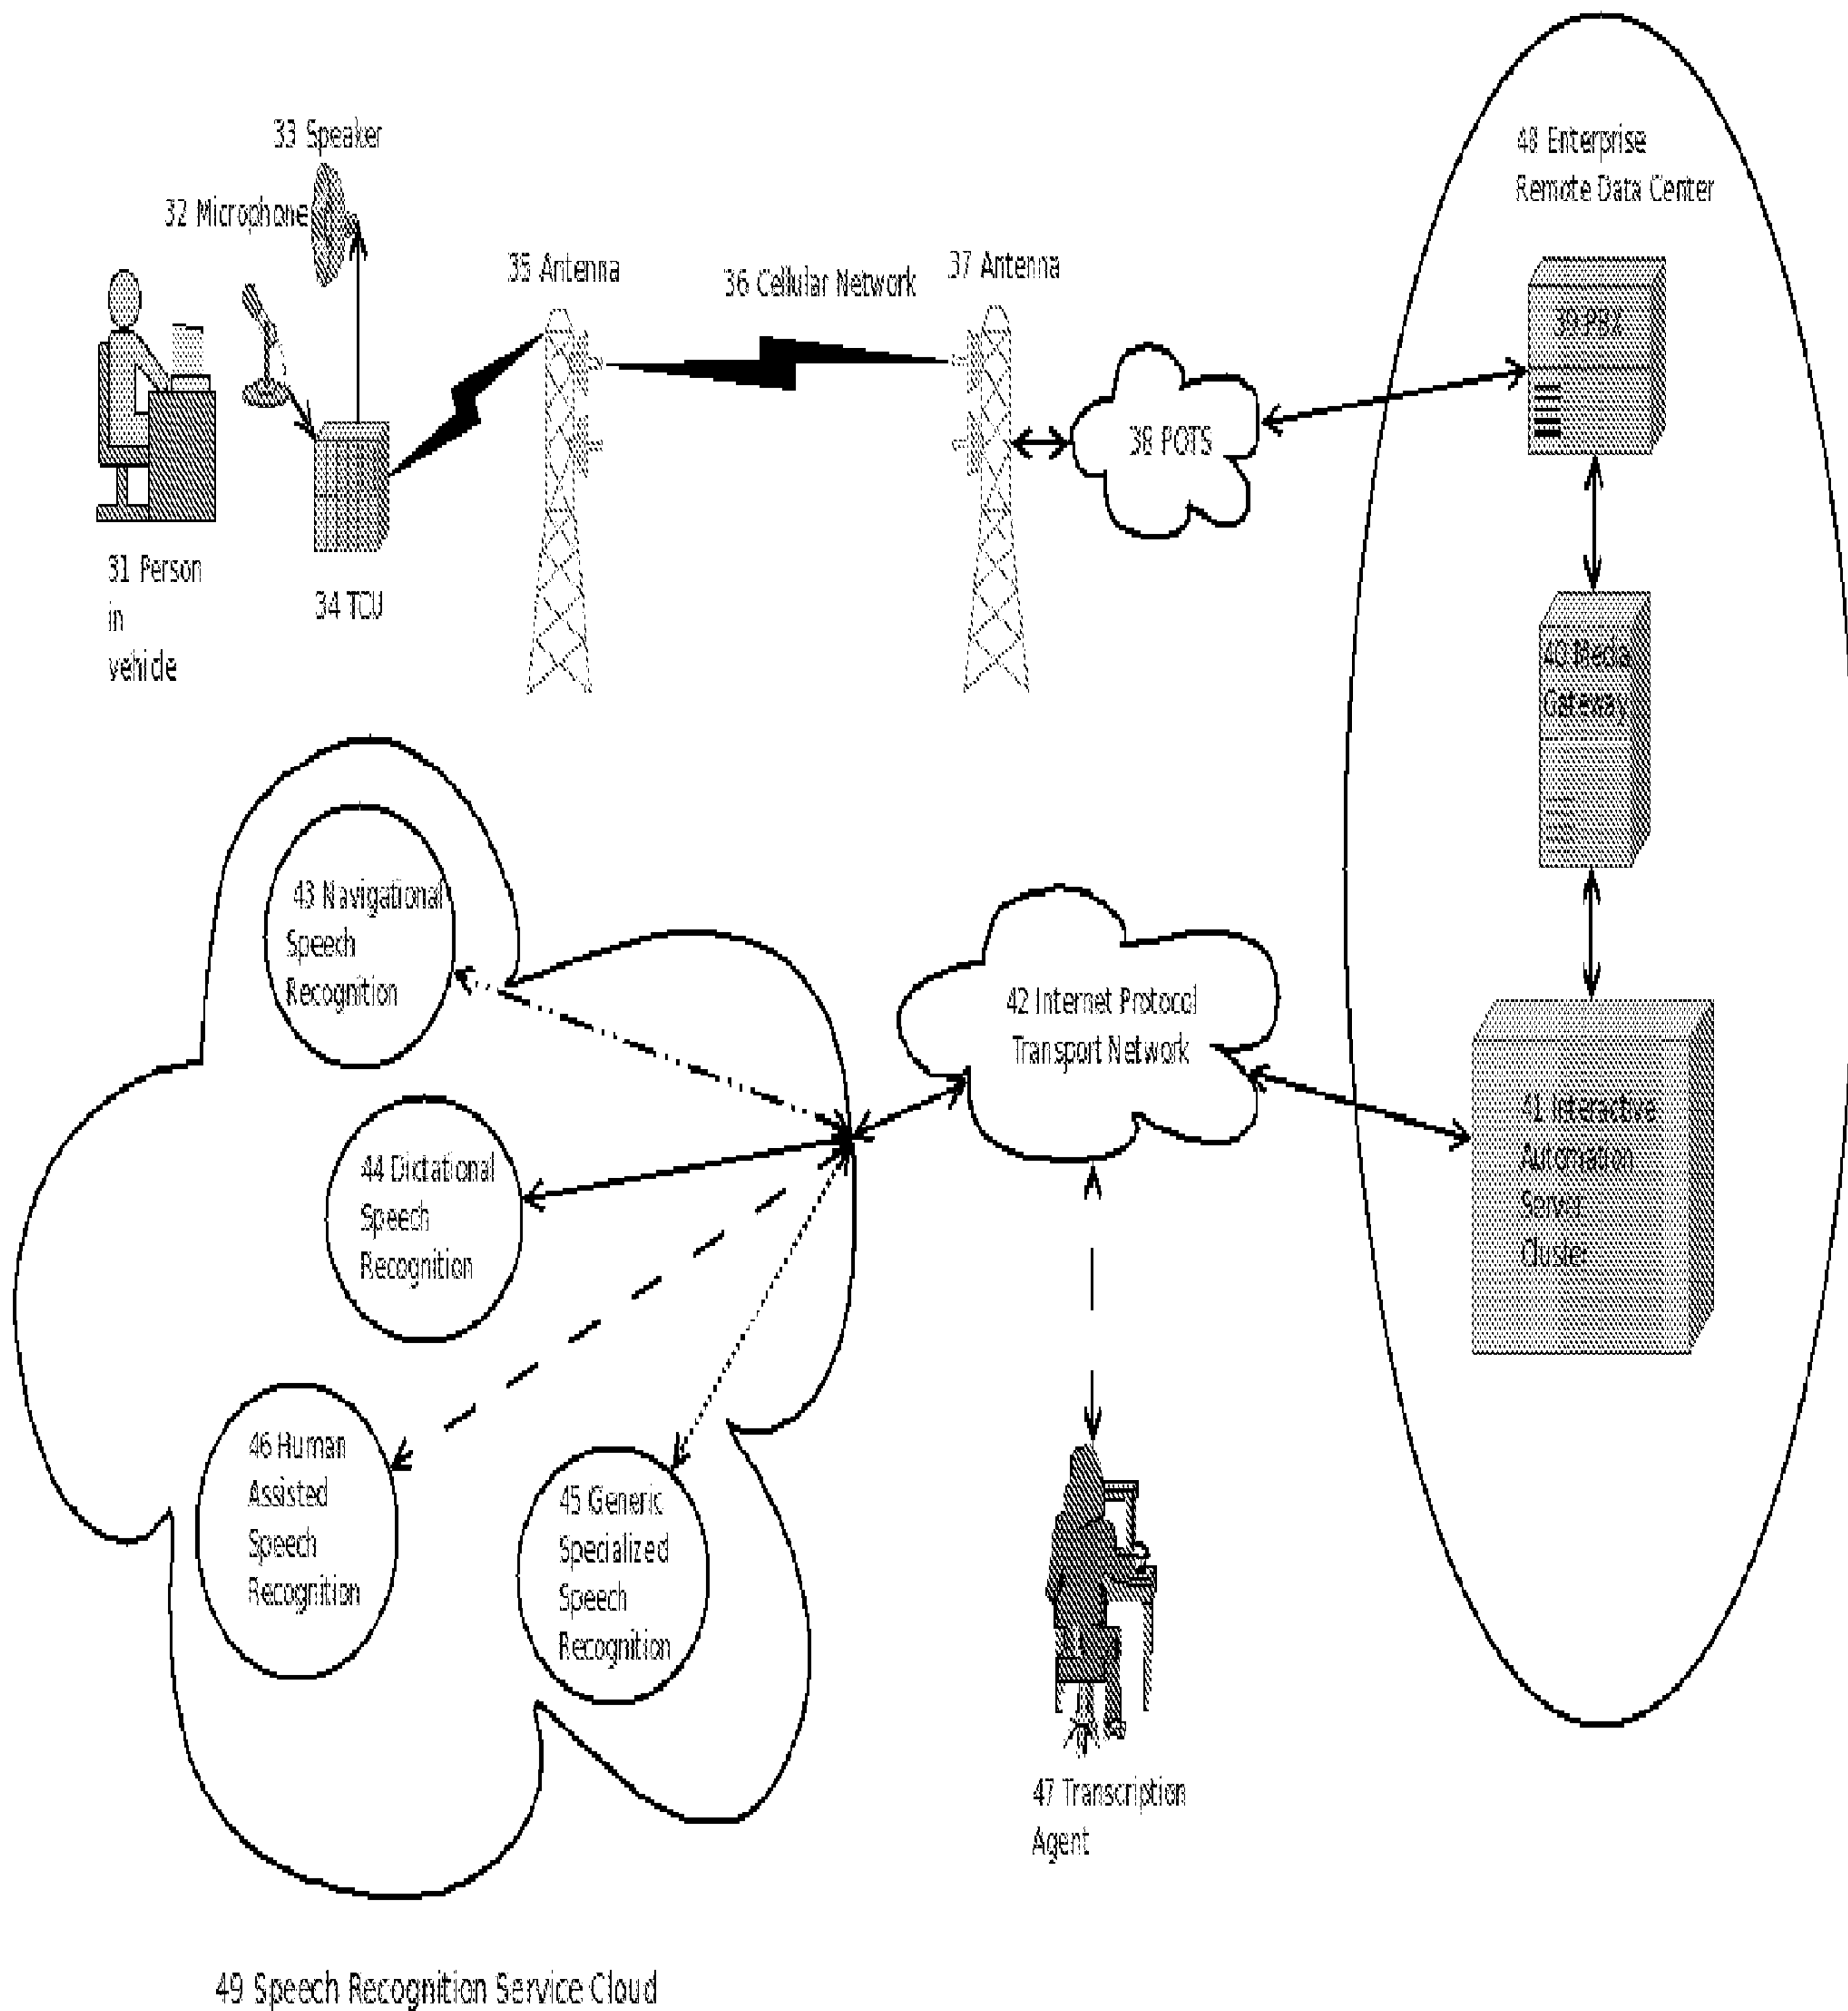 33 Speaker
32 Microphone
31 Person
in
vehicle
34 TCU
35 Antenna
36 Cellular Network
37 Antenna
38 POTS
48 Enterprise
Remote Data Center
39 PBX
40 Media
Gateway
41 Interactive
Automation
Server
Cluster
42 Internet Protocol
Transport Network
43 Navigational
Speech
Recognition
44 Dictational
Speech
Recognition
46 Human
Assisted
Speech
Recognition
45 Generic
Specialized
Speech
Recognition
47 Transcription
Agent
49 Speech Recognition Service Cloud